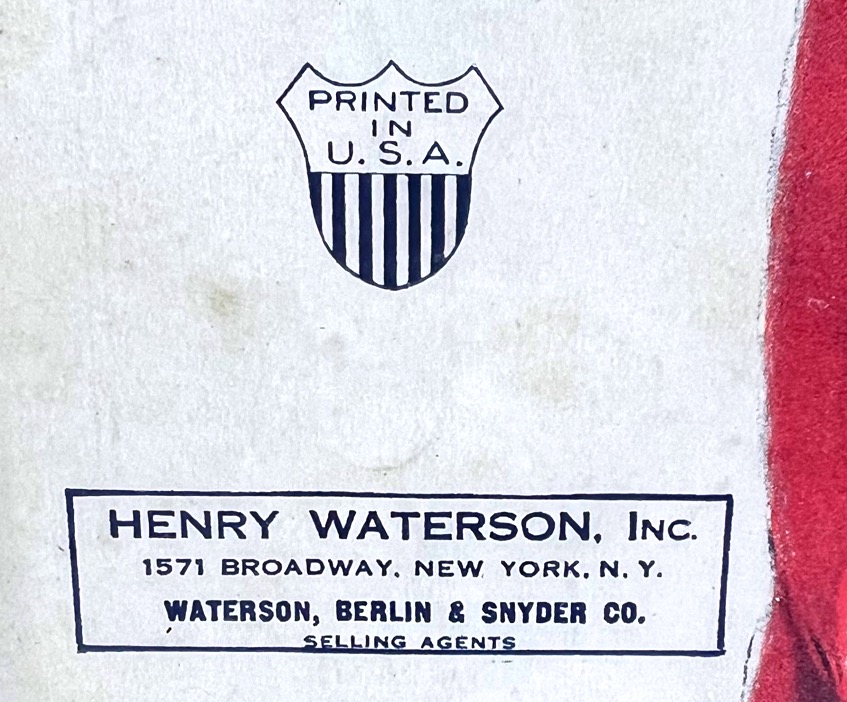 PRINTED
IN
U.S.A.
HENRY WATERSON, INC.
1571 BROADWAY, NEW YORK, N.Y.
WATERSON, BERLIN & SNYDER CO.
SELLING AGENTS